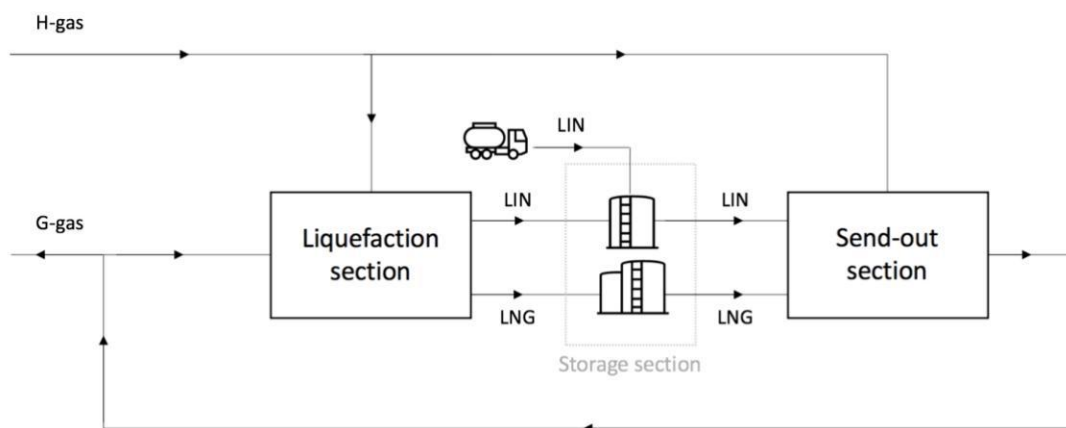 H-gas
LIN
LIN
LIN
G-gas
Liquefaction
section
Send-out
section
LNG
LNG
Storage section